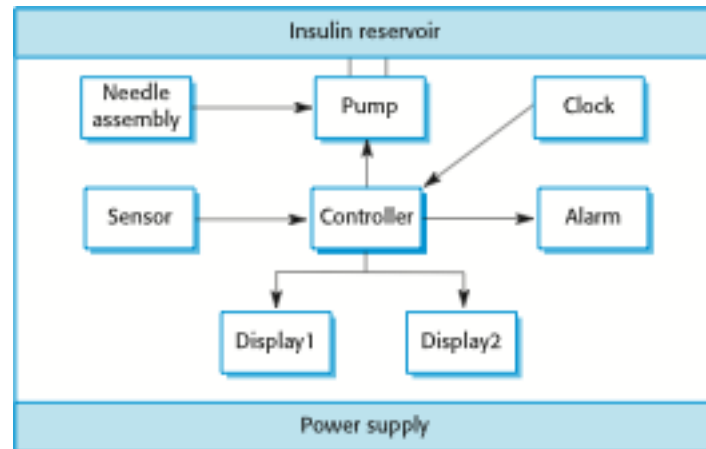 Insulin reservoir
Needle
assembly
Pump
Clock
Sensor
Controller
Alarm
Display1
Display2
Power supply